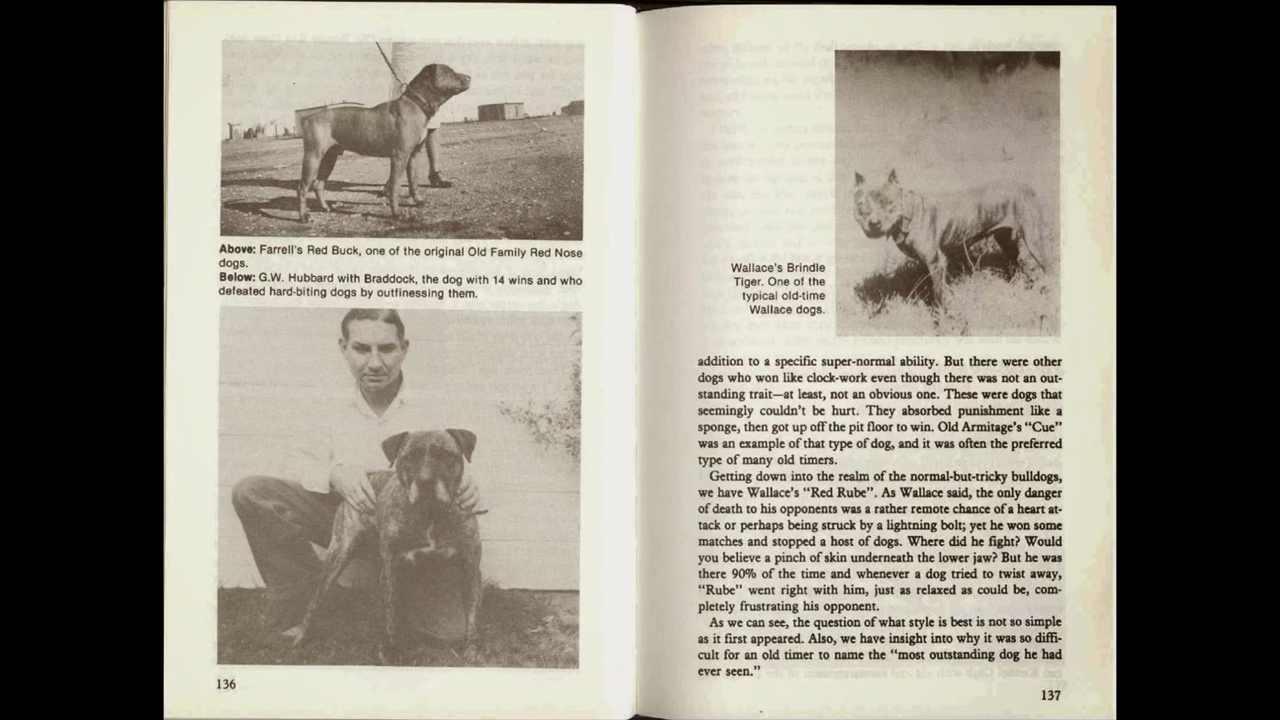 Above: Farrell's Red Buck, one of the original Old Family Red Nose
dogs.
Below: G.W. Hubbard with Braddock, the dog with 14 wins and who
defeated hard-biting dogs by outfinessing them.
136
Wallace's Brindle
Tiger. One of the
typical old-time
Wallace dogs.
addition to a specific super-normal ability. But there were other
dogs who won like clock-work even though there was not an out-
standing trait—at least, not an obvious one. These were dogs that
seemingly couldn't be hurt. They absorbed punishment like a
sponge, then got up off the pit floor to win. Old Armitage's "Cue"
was an example of that type of dog, and it was often the preferred
type of many old timers.
Getting down into the realm of the normal-but-tricky bulldogs,
we have Wallace's "Red Rube". As Wallace said, the only danger
of death to his opponents was a rather remote chance of a heart at-
tack or perhaps being struck by a lightning bolt; yet he won some
matches and stopped a host of dogs. Where did he fight? Would
you believe a pinch of skin underneath the lower jaw? But he was
there 90% of the time and whenever a dog tried to twist away,
"Rube" went right with him, just as relaxed as could be, com-
pletely frustrating his opponent.
As we can see, the question of what style is best is not so simple
as it first appeared. Also, we have insight into why it was so diffi-
cult for an old timer to name the "most outstanding dog he had
ever seen."
137